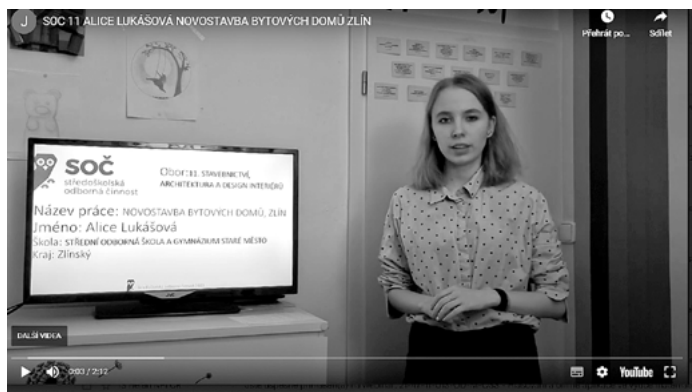 J SOC 11 ALICE LUKÁŠOVÁ NOVOSTAVBA BYTOVÝCH DOMŮ ZLÍN
Přehrát po... Sdílet
SOČ
středoškolská
odborná činnost
Obor: 11. STAVEBNICTVÍ,
ARCHITEKTURA A DESIGN INTERIÉRŮ
Název práce: NOVOSTAVBA BYTOVÝCH DOMŮ, ZLÍN
Jméno: Alice Lukášová
Škola: STŘEDNÍ ODBORNÁ ŠKOLA A GYMNÁZIUM STARÉ MĚSTO
Kraj: Zlínský
DALŠÍ VIDEA
0:03 / 2:12
YouTube